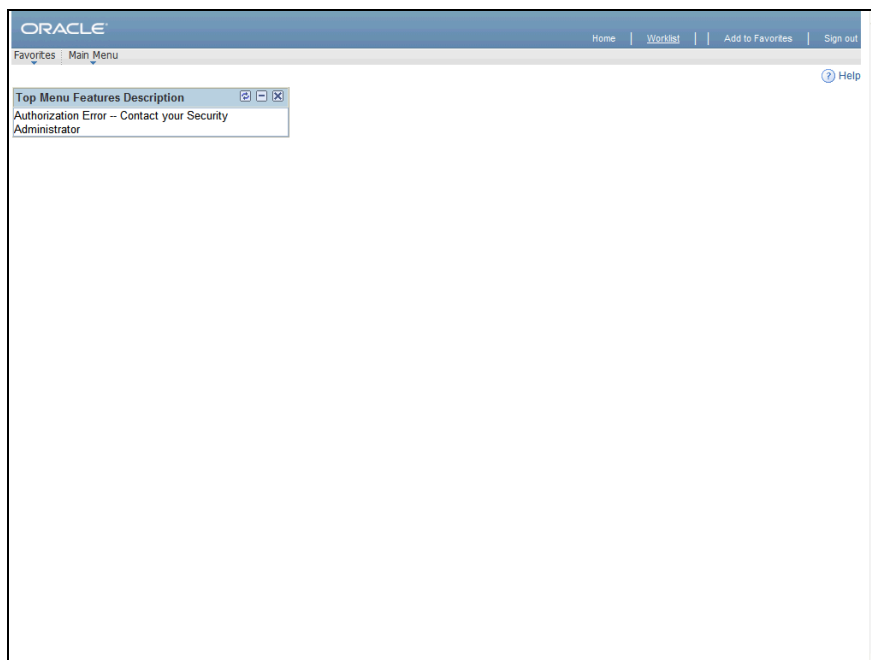 ORACLE
Home | Worklist | | Add to Favorites | Sign out
Favorites Main Menu
? Help
Top Menu Features Description
Authorization Error -- Contact your Security
Administrator